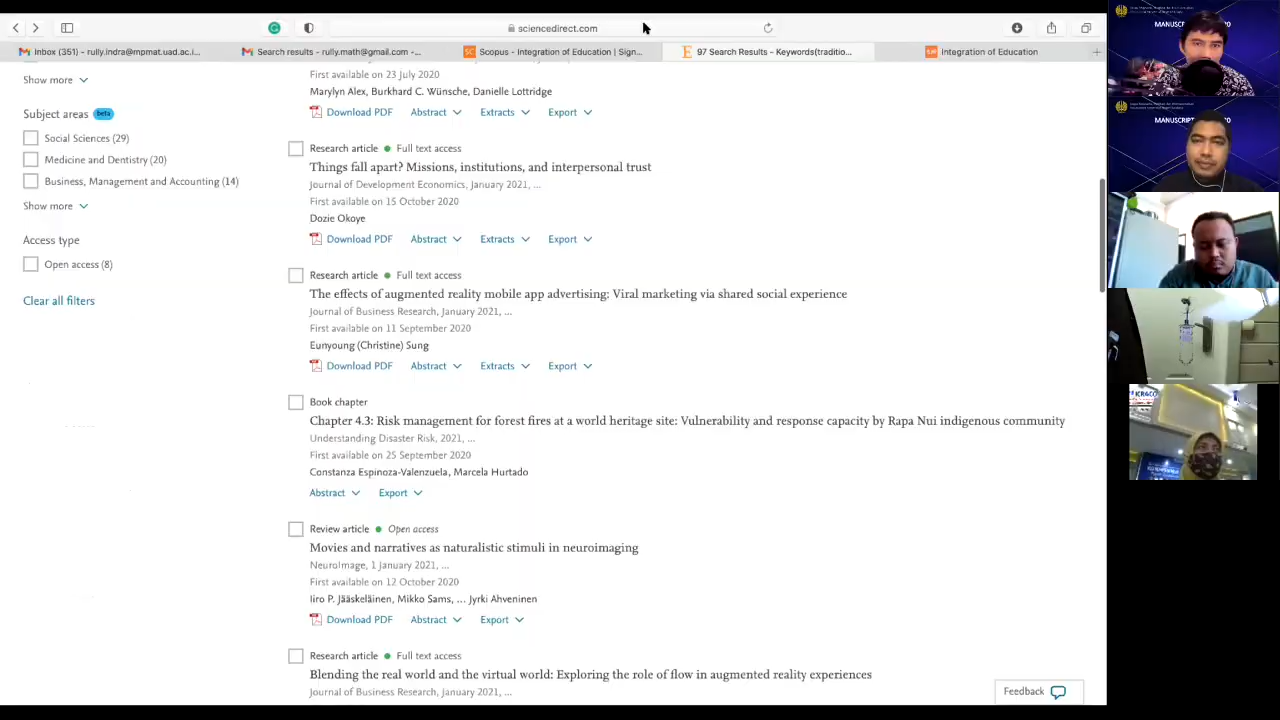 sciencedirect.com
Inbox (351) - rully.indra@mpmat.uad.ac.i...
Search results - rully.math@gmail.com -...
Scopus - Integration of Education | Sign...
97 Search Results - Keywords(traditio...
Integration of Education
Show more
Subject areas beta
Social Sciences (29)
Medicine and Dentistry (20)
Business, Management and Accounting (14)
Show more
Access type
Open access (8)
Clear all filters
First available on 23 July 2020
Marylyn Alex, Burkhard C. Wünsche, Danielle Lottridge
Download PDF Abstract Extracts Export
Research article Full text access
Things fall apart? Missions, institutions, and interpersonal trust
Journal of Development Economics, January 2021, ...
First available on 15 October 2020
Dozie Okoye
Download PDF Abstract Extracts Export
Research article Full text access
The effects of augmented reality mobile app advertising: Viral marketing via shared social experience
Journal of Business Research, January 2021, ...
First available on 11 September 2020
Eunyoung (Christine) Sung
Download PDF Abstract Extracts Export
Book chapter
Chapter 4.3: Risk management for forest fires at a world heritage site: Vulnerability and response capacity by Rapa Nui indigenous community
Understanding Disaster Risk, 2021, ...
First available on 25 September 2020
Constanza Espinoza-Valenzuela, Marcela Hurtado
Abstract Export
Review article Open access
Movies and narratives as naturalistic stimuli in neuroimaging
NeuroImage, 1 January 2021, ...
First available on 12 October 2020
Iiro P. Jääskeläinen, Mikko Sams, ... Jyrki Ahveninen
Download PDF Abstract Export
Research article Full text access
Blending the real world and the virtual world: Exploring the role of flow in augmented reality experiences
Journal of Business Research, January 2021, ...
Feedback
MANUSCRIPT
MANUSCRIPT